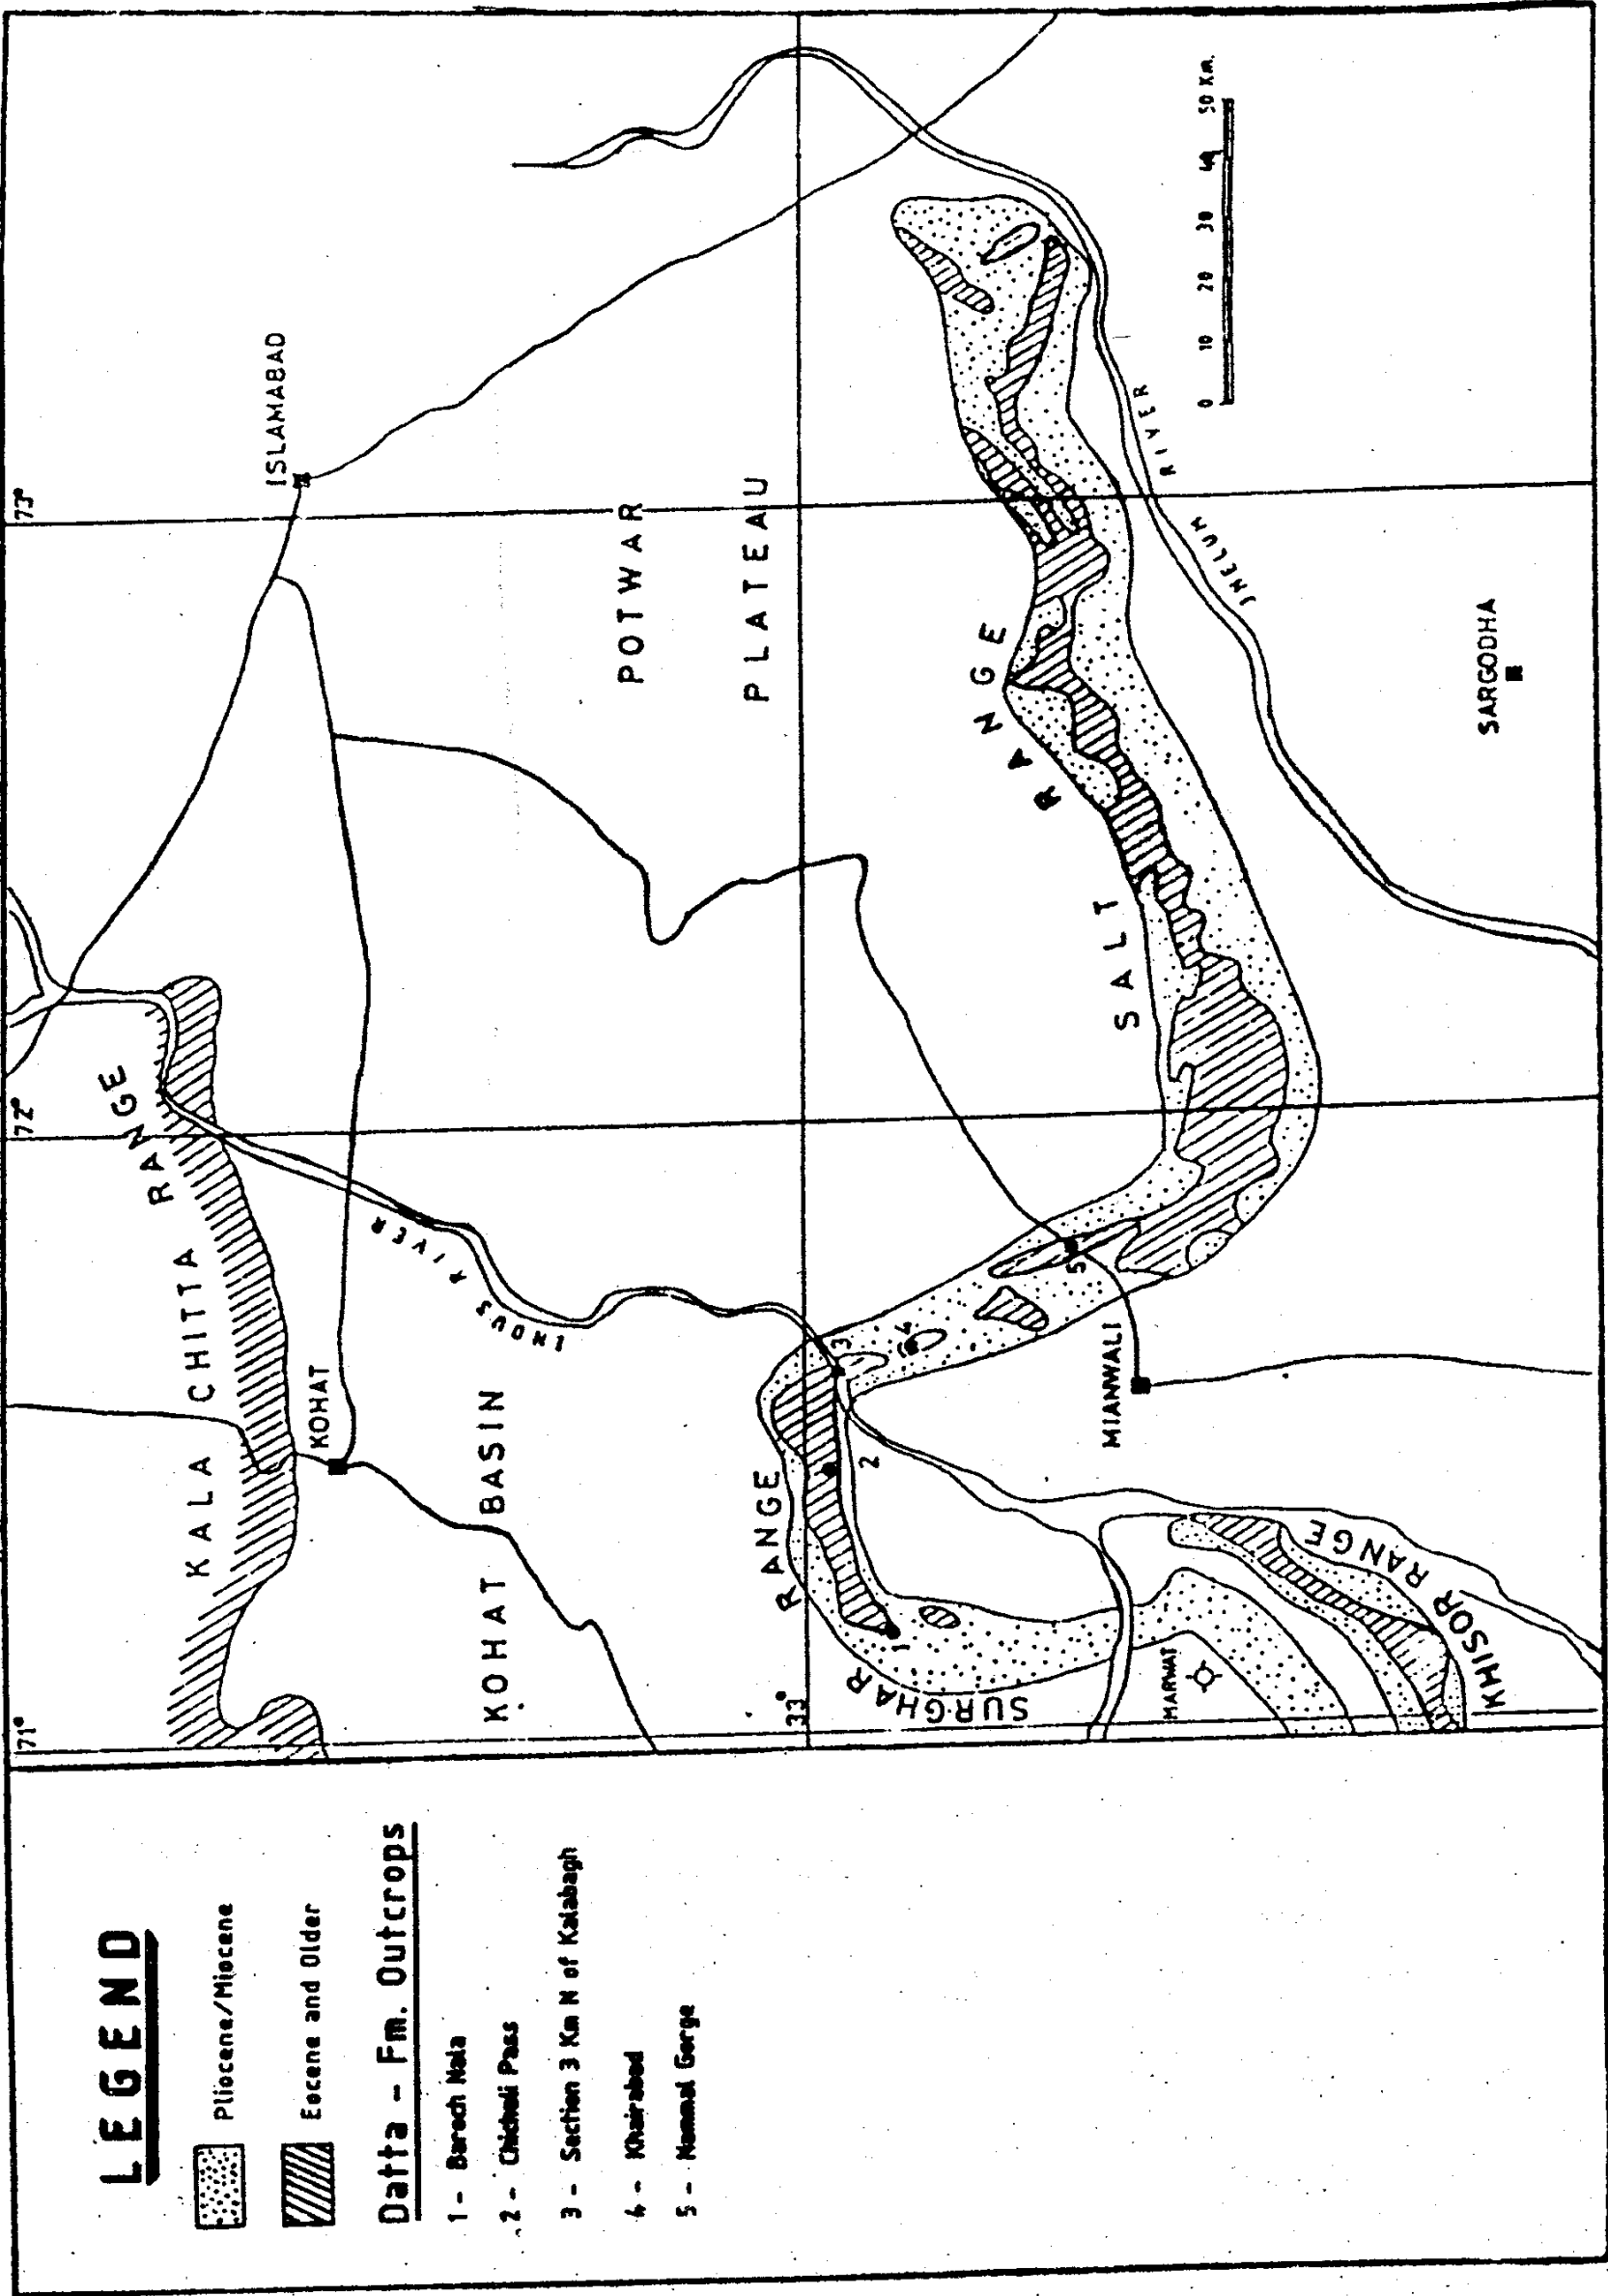 LEGEND
Pliocene/Miocene
Eocene and Older
Datta - Fm. Outcrops
1 - Baroch Nala
2 - Chichali Pass
3 - Section 3 Km N of Kalabagh
4 - Khairabad
5 - Nammal Gorge
71°
72°
73°
33°
KALA CHITTA RANGE
ISLAMABAD
KOHAT
KOHAT BASIN
INDUS RIVER
POTWAR
PLATEAU
SURGHAR RANGE
SALT RANGE
1
2
3
4
5
MIANWALI
MARWAT
KHISOR RANGE
JHELUM RIVER
SARGODHA
0 10 20 30 40 50 Km.